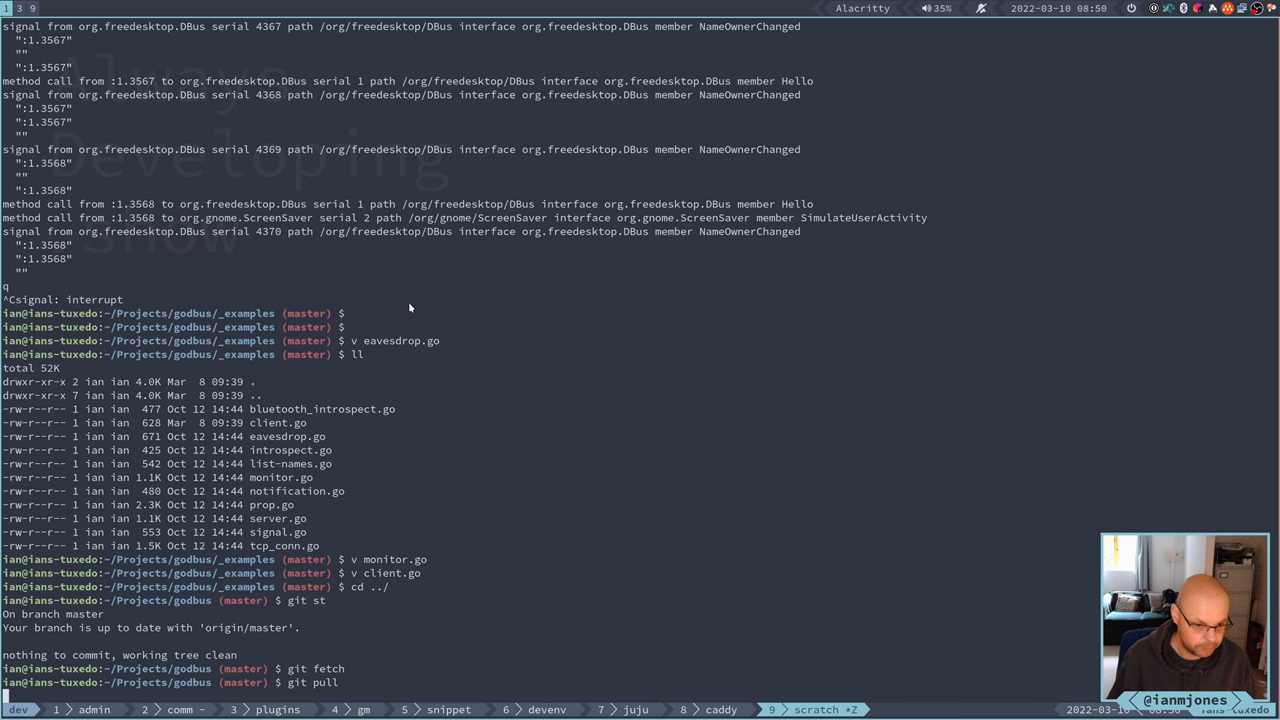 1 3 9 Alacritty 35% 2022-03-10 08:50
signal from org.freedesktop.DBus serial 4367 path /org/freedesktop/DBus interface org.freedesktop.DBus member NameOwnerChanged
":1.3567"
""
":1.3567"
method call from :1.3567 to org.freedesktop.DBus serial 1 path /org/freedesktop/DBus interface org.freedesktop.DBus member Hello
signal from org.freedesktop.DBus serial 4368 path /org/freedesktop/DBus interface org.freedesktop.DBus member NameOwnerChanged
":1.3567"
":1.3567"
""
signal from org.freedesktop.DBus serial 4369 path /org/freedesktop/DBus interface org.freedesktop.DBus member NameOwnerChanged
":1.3568"
""
":1.3568"
method call from :1.3568 to org.freedesktop.DBus serial 1 path /org/freedesktop/DBus interface org.freedesktop.DBus member Hello
method call from :1.3568 to org.gnome.ScreenSaver serial 2 path /org/gnome/ScreenSaver interface org.gnome.ScreenSaver member SimulateUserActivity
signal from org.freedesktop.DBus serial 4370 path /org/freedesktop/DBus interface org.freedesktop.DBus member NameOwnerChanged
":1.3568"
":1.3568"
""
q
^Csignal: interrupt
ian@ians-tuxedo:~/Projects/godbus/_examples (master) $
ian@ians-tuxedo:~/Projects/godbus/_examples (master) $
ian@ians-tuxedo:~/Projects/godbus/_examples (master) $ v eavesdrop.go
ian@ians-tuxedo:~/Projects/godbus/_examples (master) $ ll
total 52K
drwxr-xr-x 2 ian ian 4.0K Mar  8 09:39 .
drwxr-xr-x 7 ian ian 4.0K Mar  8 09:39 ..
-rw-r--r-- 1 ian ian  477 Oct 12 14:44 bluetooth_introspect.go
-rw-r--r-- 1 ian ian  628 Mar  8 09:39 client.go
-rw-r--r-- 1 ian ian  671 Oct 12 14:44 eavesdrop.go
-rw-r--r-- 1 ian ian  425 Oct 12 14:44 introspect.go
-rw-r--r-- 1 ian ian  542 Oct 12 14:44 list-names.go
-rw-r--r-- 1 ian ian 1.1K Oct 12 14:44 monitor.go
-rw-r--r-- 1 ian ian  480 Oct 12 14:44 notification.go
-rw-r--r-- 1 ian ian 2.3K Oct 12 14:44 prop.go
-rw-r--r-- 1 ian ian 1.1K Oct 12 14:44 server.go
-rw-r--r-- 1 ian ian  553 Oct 12 14:44 signal.go
-rw-r--r-- 1 ian ian 1.5K Oct 12 14:44 tcp_conn.go
ian@ians-tuxedo:~/Projects/godbus/_examples (master) $ v monitor.go
ian@ians-tuxedo:~/Projects/godbus/_examples (master) $ v client.go
ian@ians-tuxedo:~/Projects/godbus/_examples (master) $ cd ../
ian@ians-tuxedo:~/Projects/godbus (master) $ git st
On branch master
Your branch is up to date with 'origin/master'.
nothing to commit, working tree clean
ian@ians-tuxedo:~/Projects/godbus (master) $ git fetch
ian@ians-tuxedo:~/Projects/godbus (master) $ git pull
dev 1 admin 2 comm - 3 plugins 4 gm 5 snippet 6 devenv 7 juju 8 caddy 9 scratch *Z
Always
Developing
Show
@ianmjones